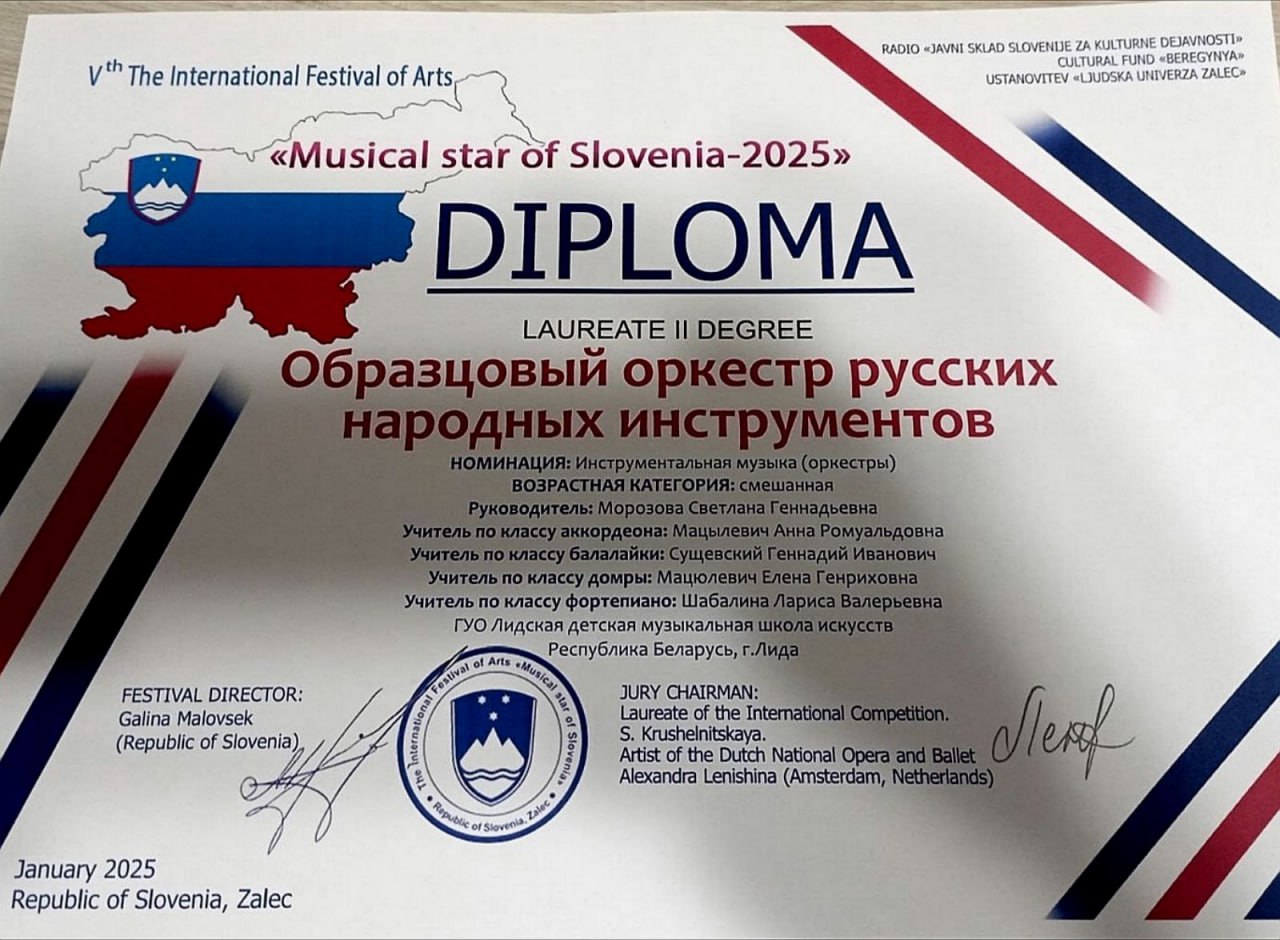 Vth The International Festival of Arts
RADIO «JAVNI SKLAD SLOVENIJE ZA KULTURNE DEJAVNOSTI»
CULTURAL FUND «BEREGYNYA»
USTANOVITEV «LJUDSKA UNIVERZA ZALEC»
«Musical star of Slovenia-2025»
DIPLOMA
LAUREATE II DEGREE
Образцовый оркестр русских
народных инструментов
НОМИНАЦИЯ: Инструментальная музыка (оркестры)
ВОЗРАСТНАЯ КАТЕГОРИЯ: смешанная
Руководитель: Морозова Светлана Геннадьевна
Учитель по классу аккордеона: Мацылевич Анна Ромуальдовна
Учитель по классу балалайки: Сущевский Геннадий Иванович
Учитель по классу домры: Мацюлевич Елена Генриховна
Учитель по классу фортепиано: Шабалина Лариса Валерьевна
ГУО Лидская детская музыкальная школа искусств
Республика Беларусь, г.Лида
FESTIVAL DIRECTOR:
Galina Malovsek
(Republic of Slovenia)
The International Festival of Arts «Musical star of Slovenia»
• Republic of Slovenia, Zalec •
JURY CHAIRMAN:
Laureate of the International Competition.
S. Krushelnitskaya.
Artist of the Dutch National Opera and Ballet
Alexandra Lenishina (Amsterdam, Netherlands)
January 2025
Republic of Slovenia, Zalec